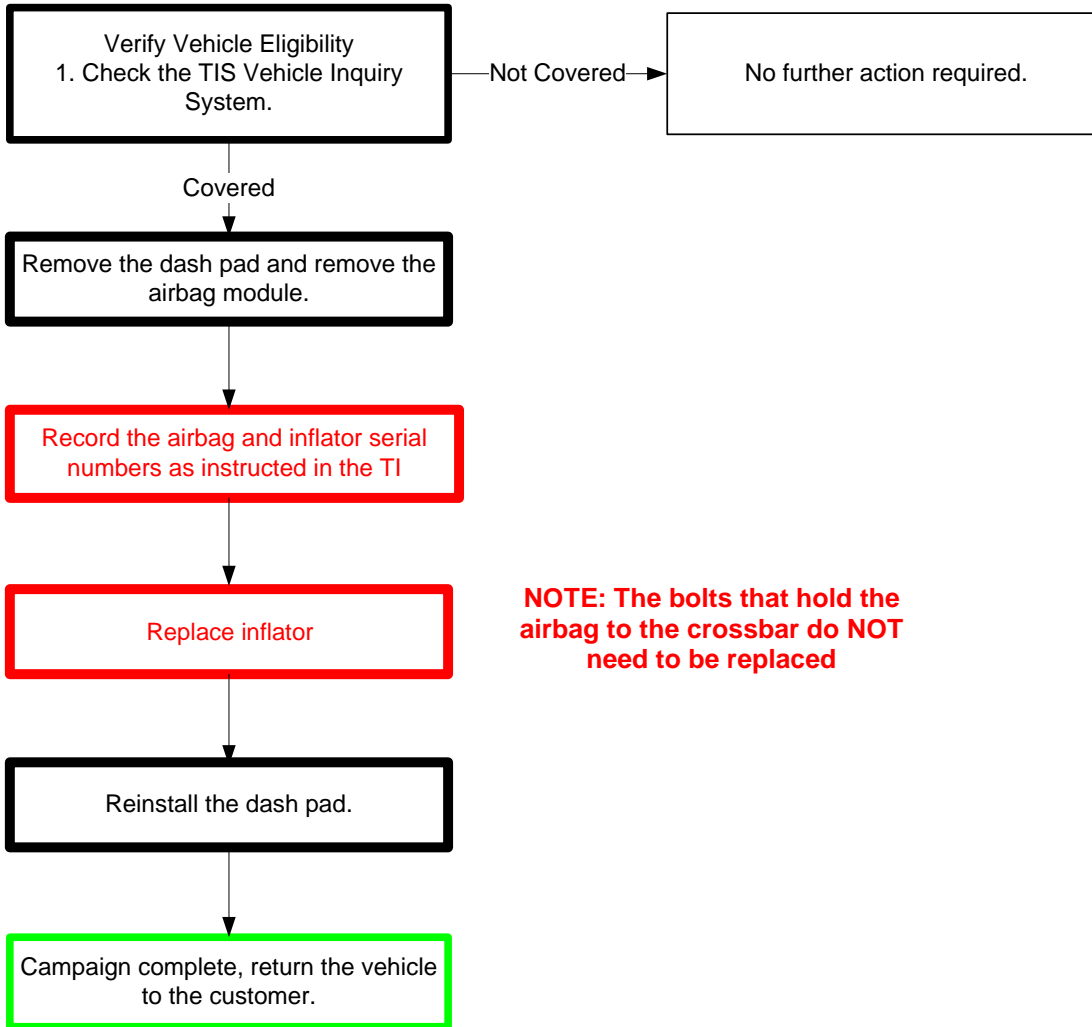 Verify Vehicle Eligibility
1. Check the TIS Vehicle Inquiry
System.
Not Covered
No further action required.
Covered
Remove the dash pad and remove the
airbag module.
Record the airbag and inflator serial
numbers as instructed in the TI
Replace inflator
NOTE: The bolts that hold the
airbag to the crossbar do NOT
need to be replaced
Reinstall the dash pad.
Campaign complete, return the vehicle
to the customer.